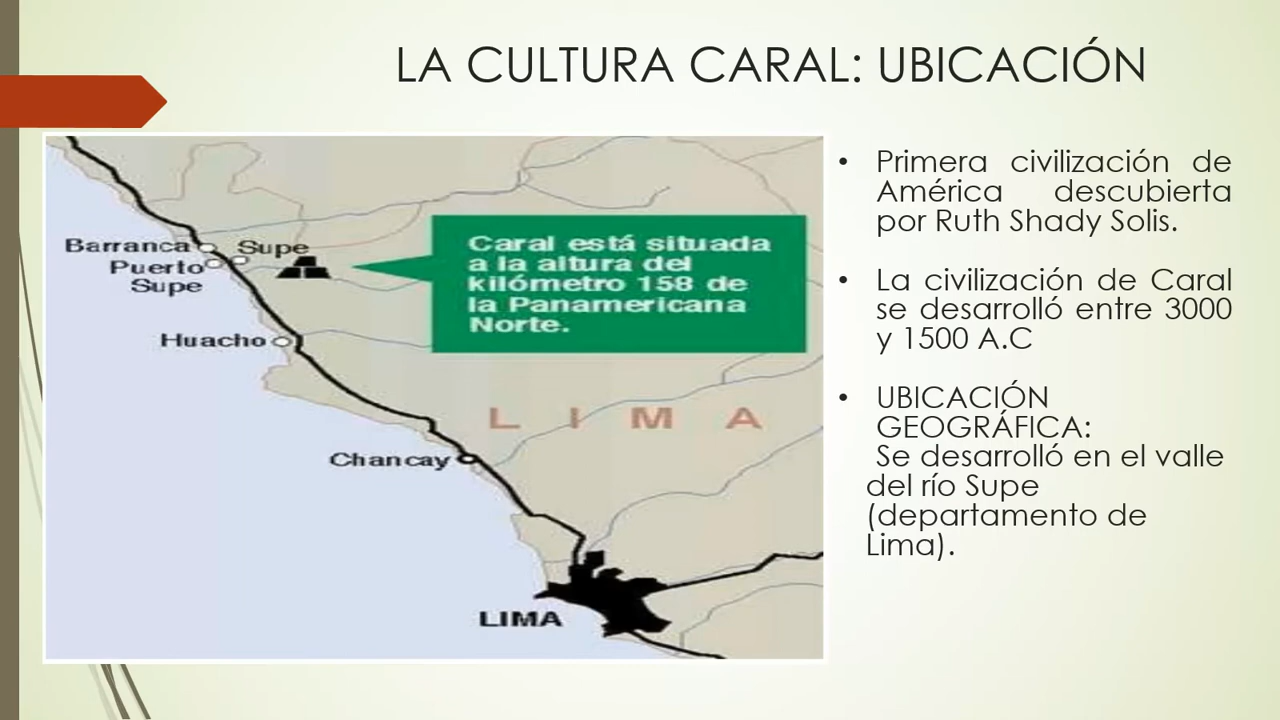 LA CULTURA CARAL: UBICACIÓN
Barranca
Supe
Puerto
Supe
Huacho
Chancay
LIMA
L I M A
Caral está situada
a la altura del
kilómetro 158 de
la Panamericana
Norte.
• Primera civilización de
América descubierta
por Ruth Shady Solis.
• La civilización de Caral
se desarrolló entre 3000
y 1500 A.C
• UBICACIÓN
GEOGRÁFICA:
Se desarrolló en el valle
del río Supe
(departamento de
Lima).